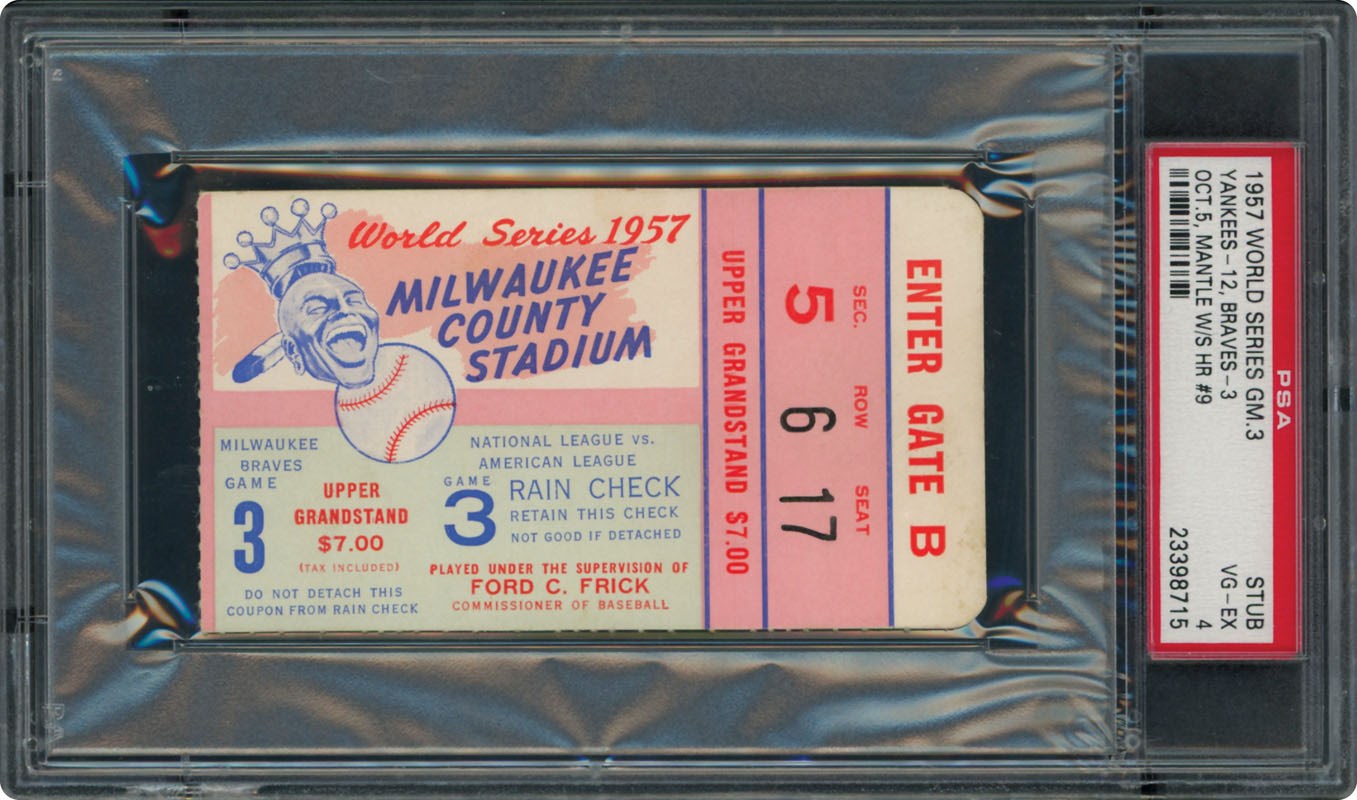 World Series 1957
MILWAUKEE
COUNTY
STADIUM
MILWAUKEE
BRAVES
GAME
3
UPPER
GRANDSTAND
$7.00
(TAX INCLUDED)
DO NOT DETACH THIS
COUPON FROM RAIN CHECK
NATIONAL LEAGUE VS.
AMERICAN LEAGUE
GAME
3
RAIN CHECK
RETAIN THIS CHECK
NOT GOOD IF DETACHED
PLAYED UNDER THE SUPERVISION OF
FORD C. FRICK
COMMISSIONER OF BASEBALL
UPPER GRANDSTAND $7.00
SEC. ROW SEAT
5 6 17
ENTER GATE B
PSA
1957 WORLD SERIES GM.3 STUB
YANKEES-12, BRAVES-3 VG-EX
OCT.5, MANTLE W/S HR #9 4
23398715